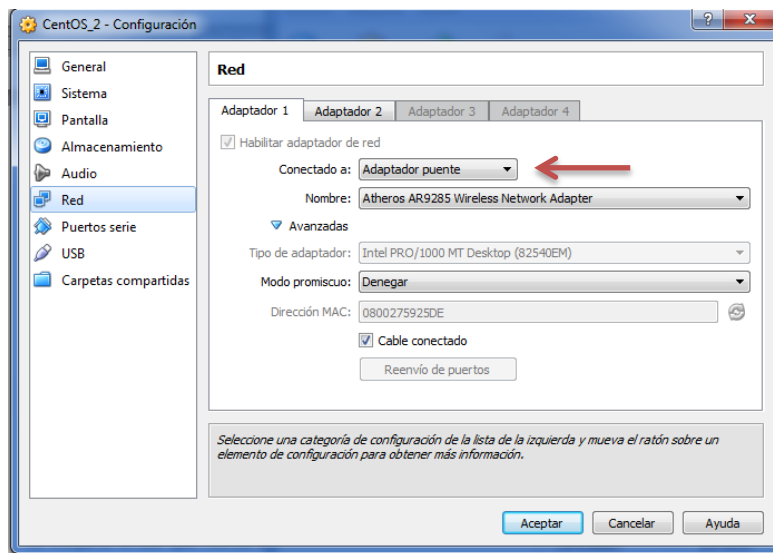 CentOS_2 - Configuración
General
Sistema
Pantalla
Almacenamiento
Audio
Red
Puertos serie
USB
Carpetas compartidas
Red
Adaptador 1 Adaptador 2 Adaptador 3 Adaptador 4
Habilitar adaptador de red
Conectado a: Adaptador puente
Nombre: Atheros AR9285 Wireless Network Adapter
Avanzadas
Tipo de adaptador: Intel PRO/1000 MT Desktop (82540EM)
Modo promiscuo: Denegar
Dirección MAC: 0800275925DE
Cable conectado
Reenvío de puertos
Seleccione una categoría de configuración de la lista de la izquierda y mueva el ratón sobre un
elemento de configuración para obtener más información.
Aceptar Cancelar Ayuda